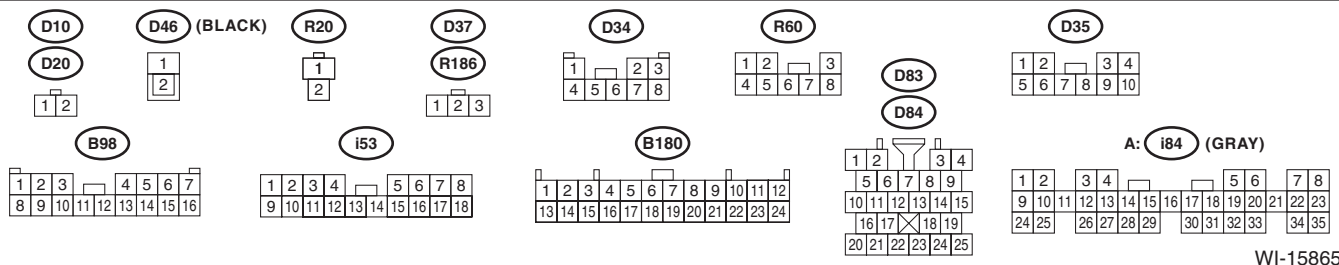 D10
D46 (BLACK)
R20
D37
D34
R60
D35
D20
R186
D83
D84
1 2
1
2
1
2
1 2 3
1 2 3
4 5 6 7 8
1 2 3
4 5 6 7 8
1 2
5 6 7 8 9 10
B98
i53
B180
A: i84 (GRAY)
1 2 3 4 5 6 7
8 9 10 11 12 13 14 15 16
1 2 3 4 5 6 7 8
9 10 11 12 13 14 15 16 17 18
1 2 3 4 5 6 7 8 9 10 11 12
13 14 15 16 17 18 19 20 21 22 23 24
1 2 3 4
5 6 7 8 9
10 11 12 13 14 15
16 17 18 19
20 21 22 23 24 25
1 2 3 4 5 6 7 8
9 10 11 12 13 14 15 16 17 18 19 20 21 22 23
24 25 26 27 28 29 30 31 32 33 34 35
WI-15865